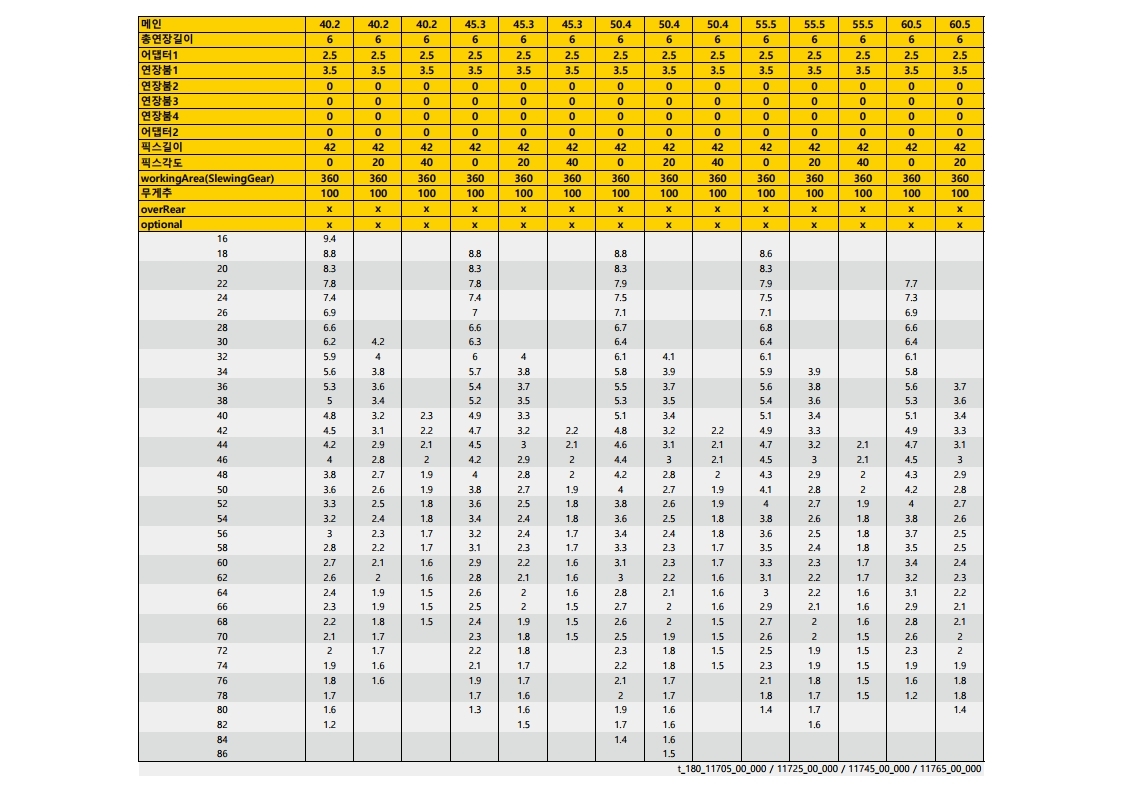 메인 40.2 40.2 40.2 45.3 45.3 45.3 50.4 50.4 50.4 55.5 55.5 55.5 60.5 60.5
총연장길이 6 6 6 6 6 6 6 6 6 6 6 6 6 6
어댑터1 2.5 2.5 2.5 2.5 2.5 2.5 2.5 2.5 2.5 2.5 2.5 2.5 2.5 2.5
연장붐1 3.5 3.5 3.5 3.5 3.5 3.5 3.5 3.5 3.5 3.5 3.5 3.5 3.5 3.5
연장붐2 0 0 0 0 0 0 0 0 0 0 0 0 0 0
연장붐3 0 0 0 0 0 0 0 0 0 0 0 0 0 0
연장붐4 0 0 0 0 0 0 0 0 0 0 0 0 0 0
어댑터2 0 0 0 0 0 0 0 0 0 0 0 0 0 0
픽스길이 42 42 42 42 42 42 42 42 42 42 42 42 42 42
픽스각도 0 20 40 0 20 40 0 20 40 0 20 40 0 20
workingArea(SlewingGear) 360 360 360 360 360 360 360 360 360 360 360 360 360 360
무게추 100 100 100 100 100 100 100 100 100 100 100 100 100 100
overRear x x x x x x x x x x x x x x
optional x x x x x x x x x x x x x x
16 9.4
18 8.8 8.8 8.8 8.6
20 8.3 8.3 8.3 8.3
22 7.8 7.8 7.9 7.9 7.7
24 7.4 7.4 7.5 7.5 7.3
26 6.9 7 7.1 7.1 6.9
28 6.6 6.6 6.7 6.8 6.6
30 6.2 4.2 6.3 6.4 6.4 6.4
32 5.9 4 6 4 6.1 4.1 6.1 6.1
34 5.6 3.8 5.7 3.8 5.8 3.9 5.9 3.9 5.8
36 5.3 3.6 5.4 3.7 5.5 3.7 5.6 3.8 5.6 3.7
38 5 3.4 5.2 3.5 5.3 3.5 5.4 3.6 5.3 3.6
40 4.8 3.2 2.3 4.9 3.3 5.1 3.4 5.1 3.4 5.1 3.4
42 4.5 3.1 2.2 4.7 3.2 2.2 4.8 3.2 2.2 4.9 3.3 4.9 3.3
44 4.2 2.9 2.1 4.5 3 2.1 4.6 3.1 2.1 4.7 3.2 2.1 4.7 3.1
46 4 2.8 2 4.2 2.9 2 4.4 3 2.1 4.5 3 2.1 4.5 3
48 3.8 2.7 1.9 4 2.8 2 4.2 2.8 2 4.3 2.9 2 4.3 2.9
50 3.6 2.6 1.9 3.8 2.7 1.9 4 2.7 1.9 4.1 2.8 2 4.2 2.8
52 3.3 2.5 1.8 3.6 2.5 1.8 3.8 2.6 1.9 4 2.7 1.9 4 2.7
54 3.2 2.4 1.8 3.4 2.4 1.8 3.6 2.5 1.8 3.8 2.6 1.8 3.8 2.6
56 3 2.3 1.7 3.2 2.4 1.7 3.4 2.4 1.8 3.6 2.5 1.8 3.7 2.5
58 2.8 2.2 1.7 3.1 2.3 1.7 3.3 2.3 1.7 3.5 2.4 1.8 3.5 2.5
60 2.7 2.1 1.6 2.9 2.2 1.6 3.1 2.3 1.7 3.3 2.3 1.7 3.4 2.4
62 2.6 2 1.6 2.8 2.1 1.6 3 2.2 1.6 3.1 2.2 1.7 3.2 2.3
64 2.4 1.9 1.5 2.6 2 1.6 2.8 2.1 1.6 3 2.2 1.6 3.1 2.2
66 2.3 1.9 1.5 2.5 2 1.5 2.7 2 1.6 2.9 2.1 1.6 2.9 2.1
68 2.2 1.8 1.5 2.4 1.9 1.5 2.6 2 1.5 2.7 2 1.6 2.8 2.1
70 2.1 1.7 2.3 1.8 1.5 2.5 1.9 1.5 2.6 2 1.5 2.6 2
72 2 1.7 2.2 1.8 2.3 1.8 1.5 2.5 1.9 1.5 2.3 2
74 1.9 1.6 2.1 1.7 2.2 1.8 1.5 2.3 1.9 1.5 1.9 1.9
76 1.8 1.6 1.9 1.7 2.1 1.7 2.1 1.8 1.5 1.6 1.8
78 1.7 1.7 1.6 2 1.7 1.8 1.7 1.5 1.2 1.8
80 1.6 1.3 1.6 1.9 1.6 1.4 1.7 1.4
82 1.2 1.5 1.7 1.6 1.6
84 1.4 1.6
86 1.5
t_180_11705_00_000 / 11725_00_000 / 11745_00_000 / 11765_00_000